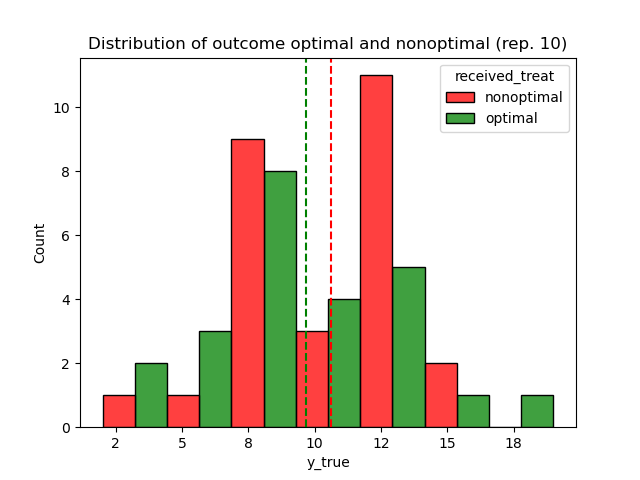 Distribution of outcome optimal and nonoptimal (rep. 10)
received_treat
nonoptimal
optimal
Count
10
8
6
4
2
0
2 5 8 10 12 15 18
y_true